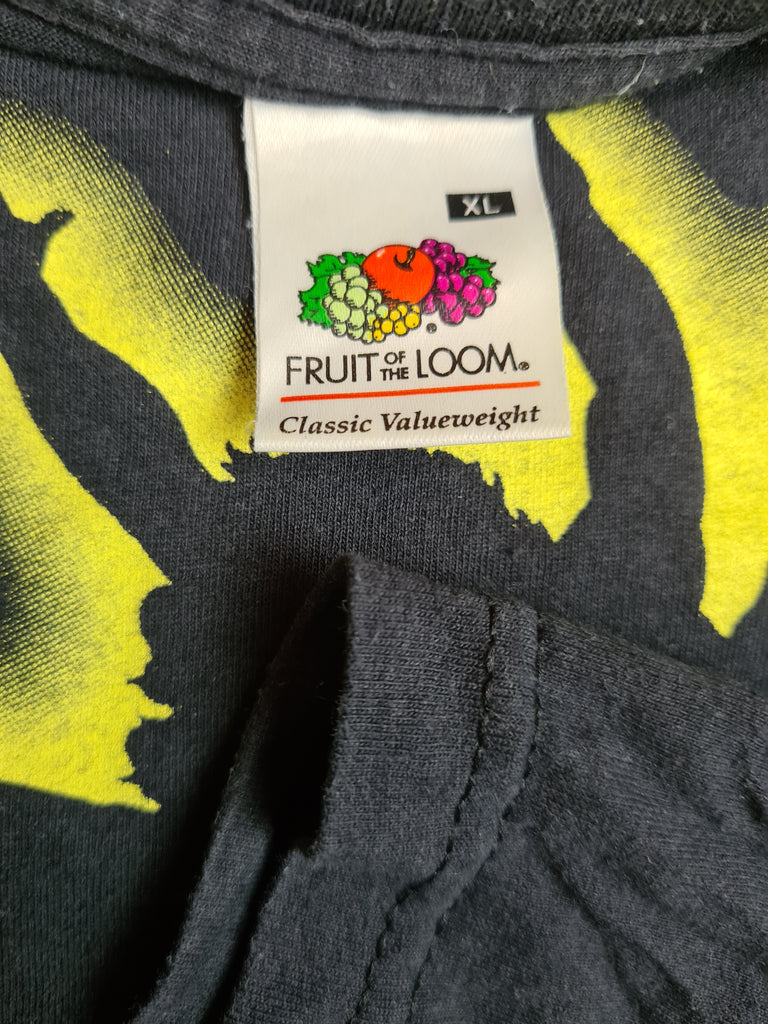 XL
FRUIT OF THE LOOM®
Classic Valueweight